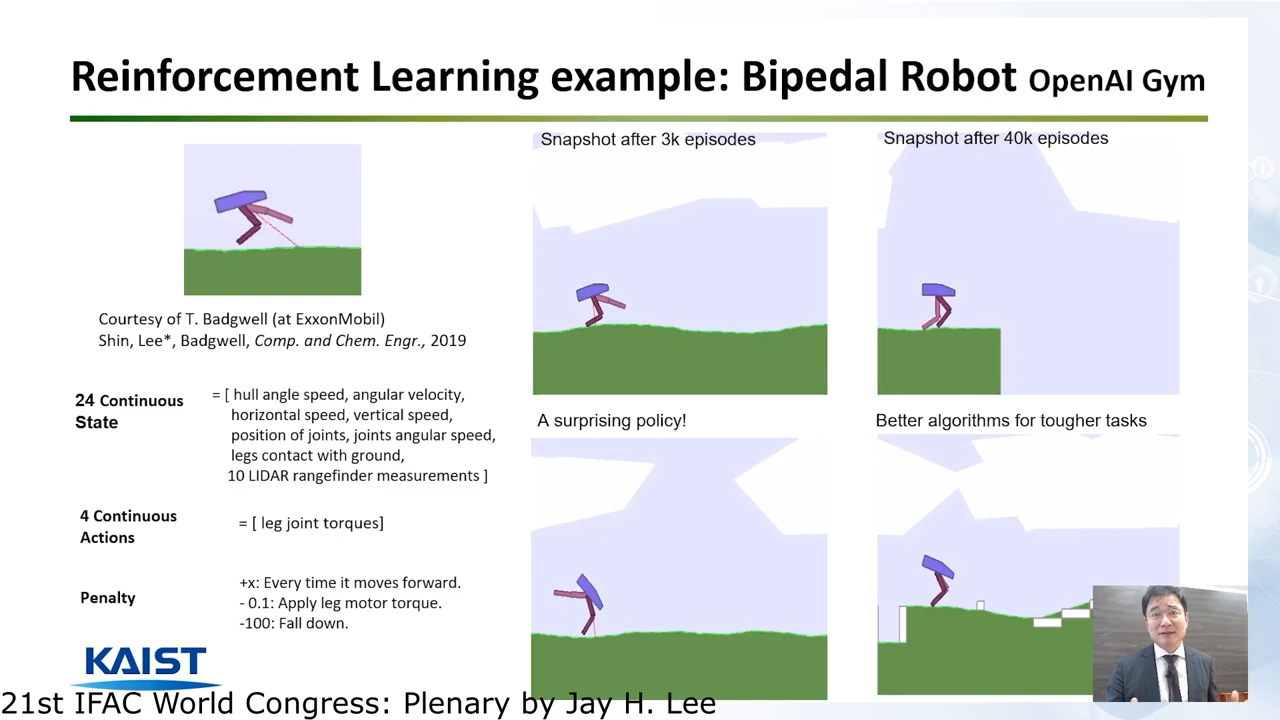 Reinforcement Learning example: Bipedal Robot OpenAI Gym
Courtesy of T. Badgwell (at ExxonMobil)
Shin, Lee*, Badgwell, Comp. and Chem. Engr., 2019
24 Continuous
State
= [ hull angle speed, angular velocity,
horizontal speed, vertical speed,
position of joints, joints angular speed,
legs contact with ground,
10 LIDAR rangefinder measurements ]
4 Continuous
Actions
= [ leg joint torques]
Penalty
+x: Every time it moves forward.
- 0.1: Apply leg motor torque.
-100: Fall down.
Snapshot after 3k episodes
Snapshot after 40k episodes
A surprising policy!
Better algorithms for tougher tasks
KAIST
21st IFAC World Congress: Plenary by Jay H. Lee